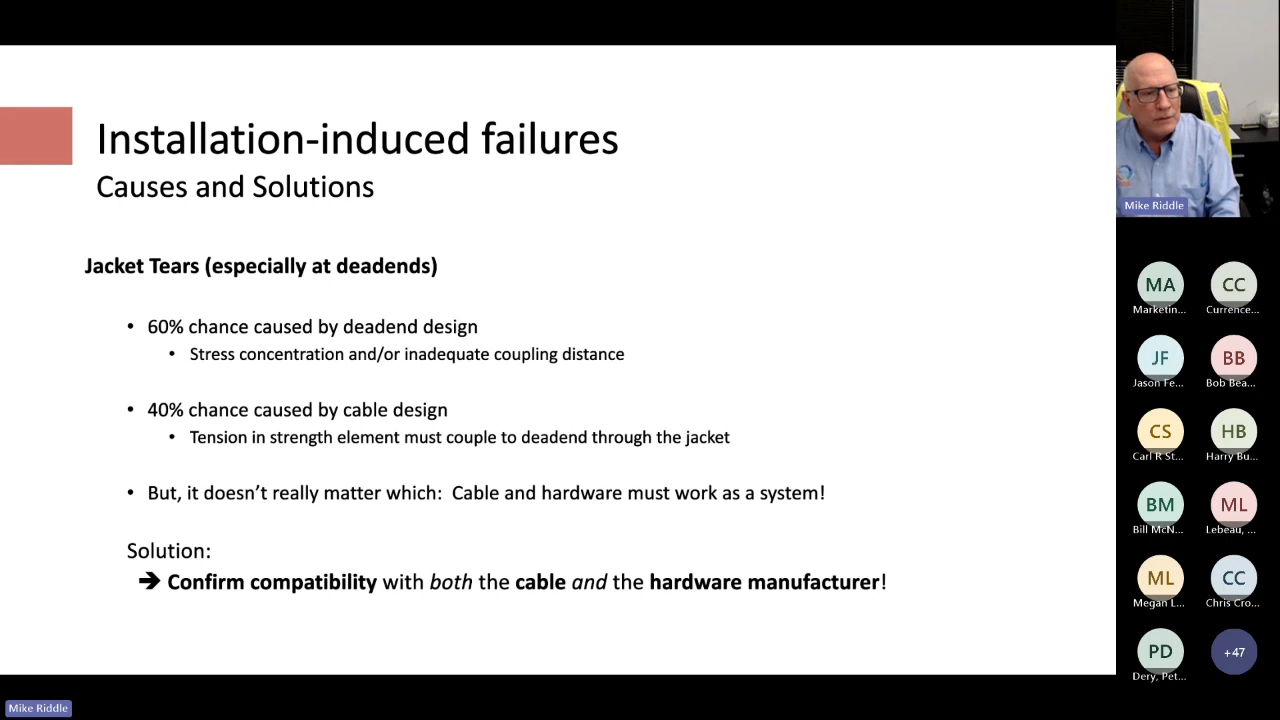 Installation-induced failures
Causes and Solutions
Jacket Tears (especially at deadends)
• 60% chance caused by deadend design
• Stress concentration and/or inadequate coupling distance
• 40% chance caused by cable design
• Tension in strength element must couple to deadend through the jacket
• But, it doesn't really matter which: Cable and hardware must work as a system!
Solution:
➔ Confirm compatibility with both the cable and the hardware manufacturer!
Mike Riddle
MA
CC
Marketin...
Currence...
JF
BB
Jason Fe...
Bob Bea...
CS
HB
Carl R St...
Harry Bu...
BM
ML
Bill McN...
Lebeau, ...
ML
CC
Megan L...
Chris Cro...
PD
+47
Dery, Pet...
Mike Riddle